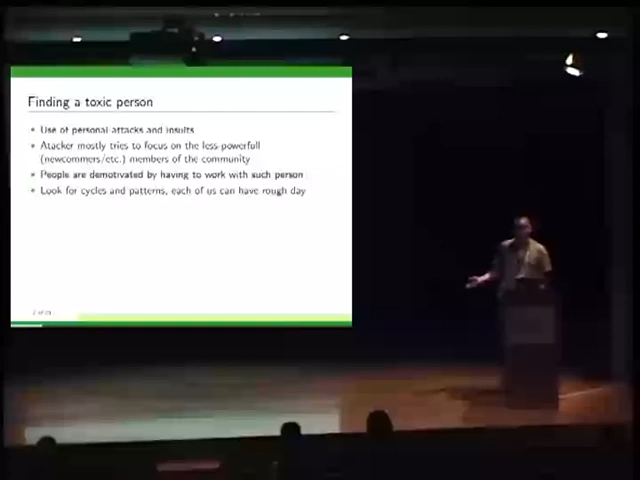 Finding a toxic person
Use of personal attacks and insults
Atacker mostly tries to focus on the less-powerfull
(newcommers/etc.) members of the community
People are demotivated by having to work with such person
Look for cycles and patterns, each of us can have rough day